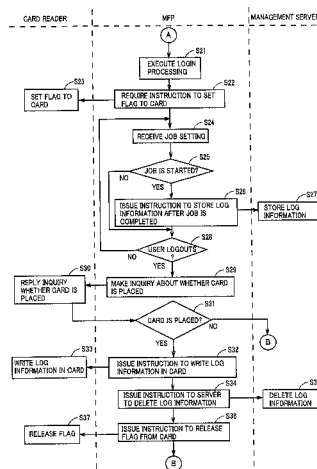 CARD READER
MFP
MANAGEMENT SERVER
A
S21
EXECUTE LOGIN
PROCESSING
S23
S22
SET FLAG TO
CARD
REQUIRE INSTRUCTION TO SET
FLAG TO CARD
S24
RECEIVE JOB SETTING
S25
JOB IS STARTED?
NO
YES
S26
S27
ISSUE INSTRUCTION TO STORE LOG
INFORMATION AFTER JOB IS
COMPLETED
STORE LOG
INFORMATION
S28
USER LOGOUTS
NO
YES
S30
S29
REPLY INQUIRY
WHETHER CARD IS
PLACED
MAKE INQUIRY ABOUT WHETHER CARD
IS PLACED
S31
CARD IS PLACED?
NO
YES
B
S33
S32
WRITE LOG
INFORMATION IN CARD
ISSUE INSTRUCTION TO WRITE LOG
INFORMATION IN CARD
S34
ISSUE INSTRUCTION TO SERVER
TO DELETE LOG INFORMATION
DELETE LOG
INFORMATION
S37
S36
RELEASE FLAG
ISSUE INSTRUCTION TO RELEASE
FLAG FROM CARD
B